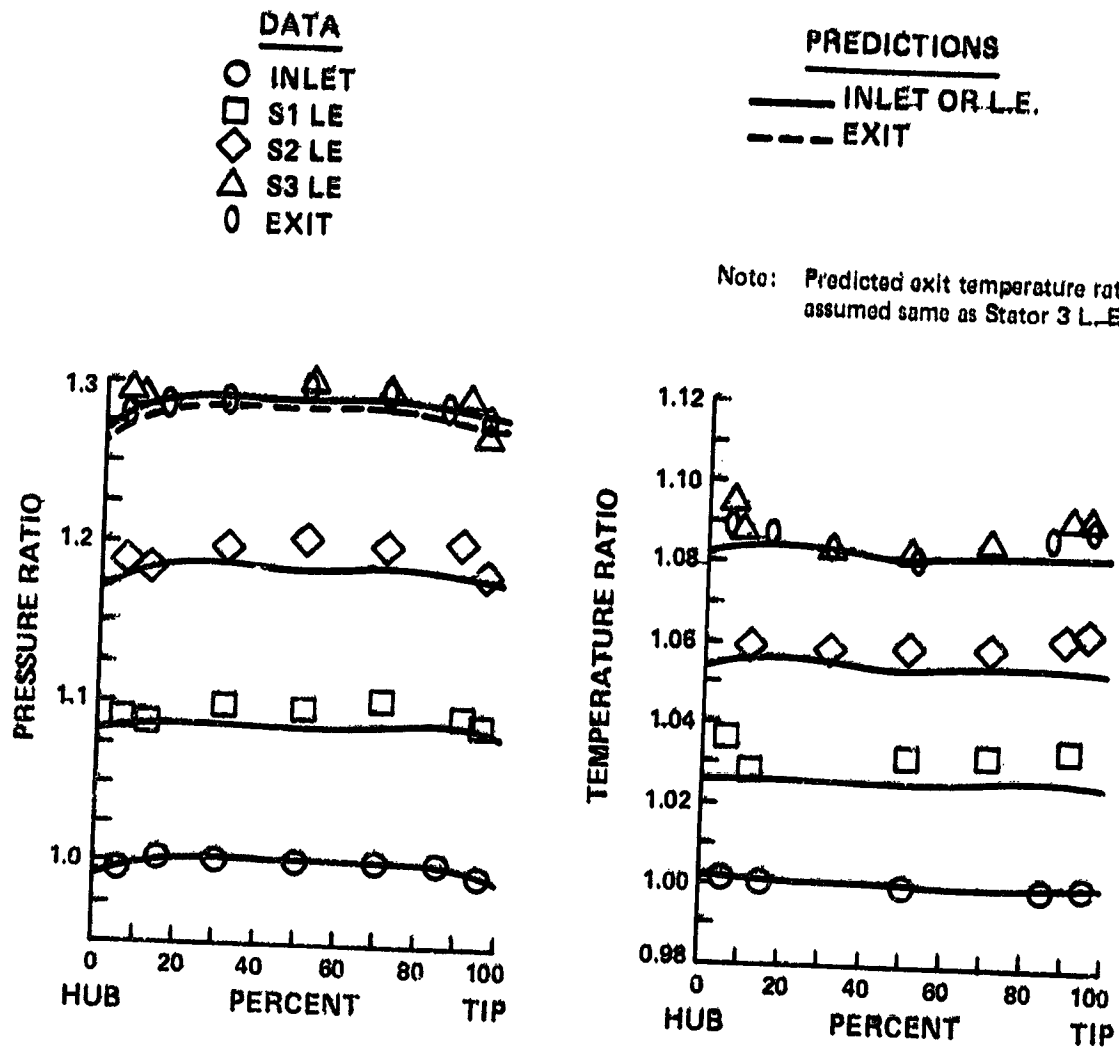 DATA
INLET
S1 LE
S2 LE
S3 LE
EXIT
PREDICTIONS
INLET OR L.E.
EXIT
Note: Predicted exit temperature rat
assumed same as Stator 3 L.E
1.3
1.2
1.1
1.0
PRESSURE RATIO
0 20 40 60 80 100
HUB PERCENT TIP
1.12
1.10
1.08
1.06
1.04
1.02
1.00
0.98
TEMPERATURE RATIO
0 20 40 60 80 100
HUB PERCENT TIP